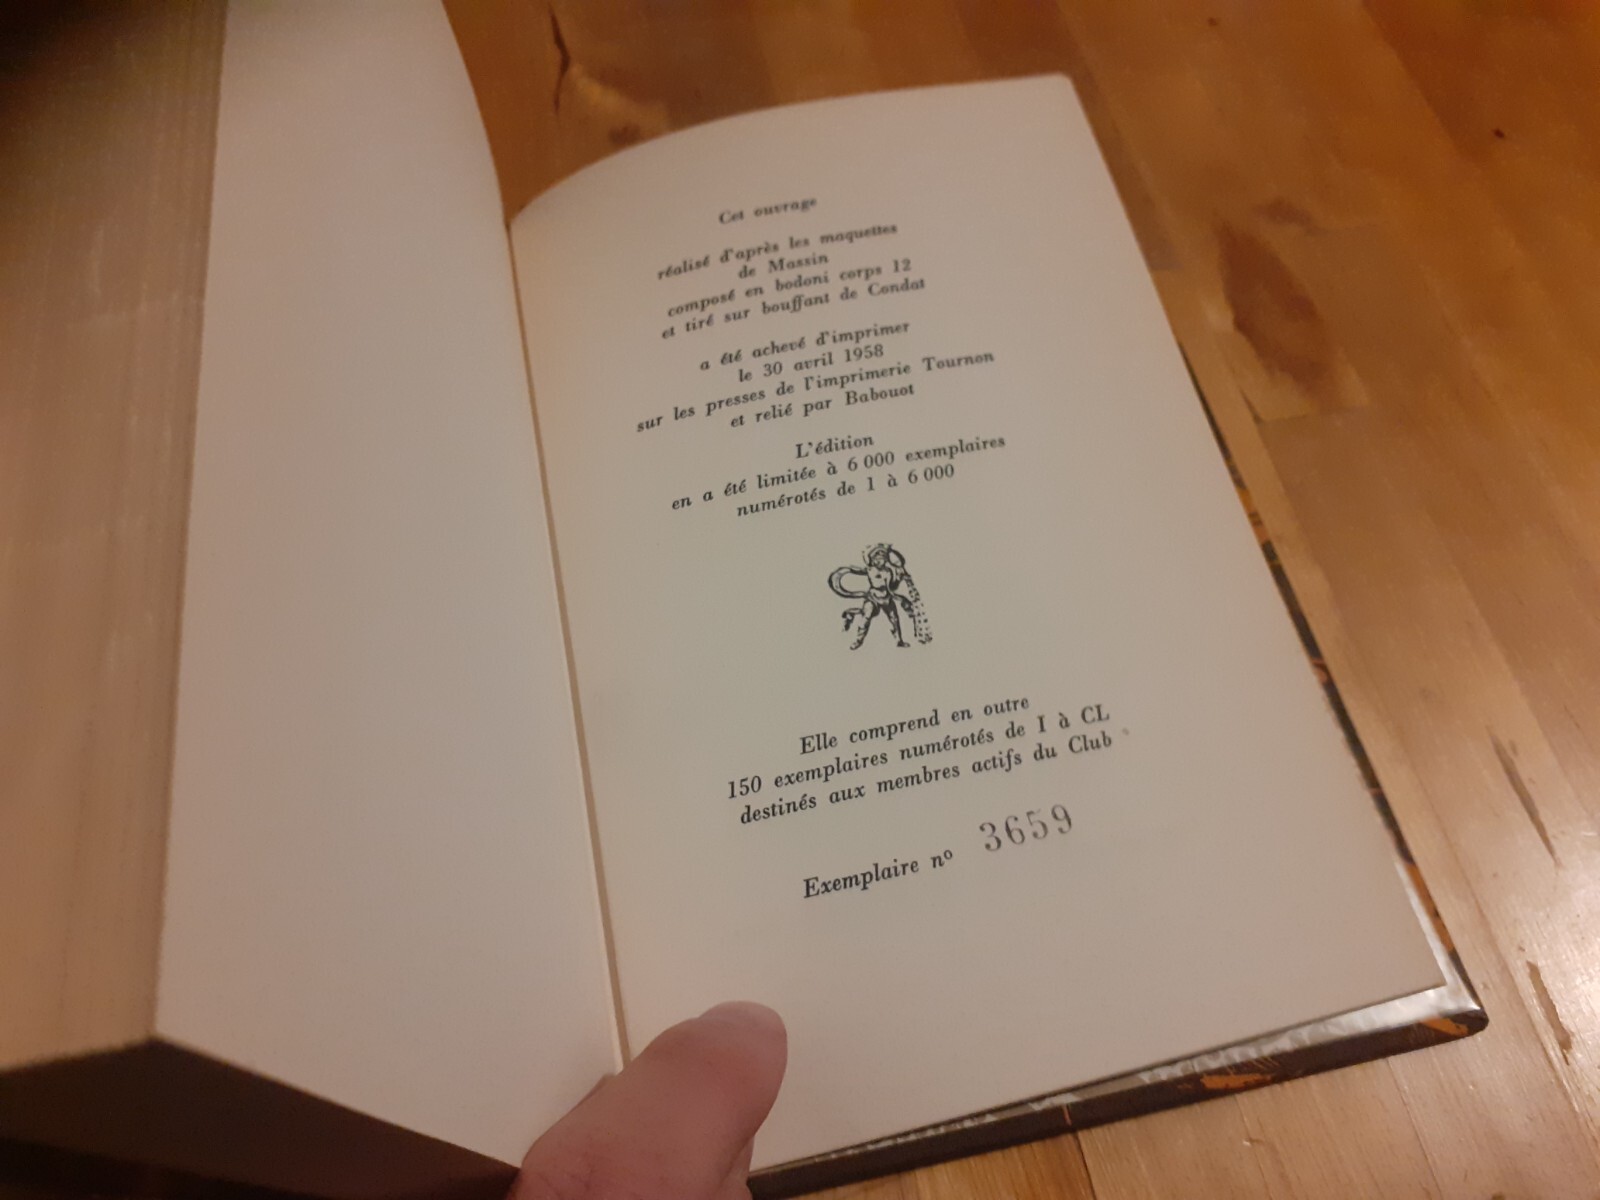 Cet ouvrage
réalisé d'après les maquettes
de Massin
composé en bodoni corps 12
et tiré sur bouffant de Condat
a été achevé d'imprimer
le 30 avril 1958
sur les presses de l'imprimerie Tournon
et relié par Babouot
L'édition
en a été limitée à 6 000 exemplaires
numérotés de 1 à 6 000
Elle comprend en outre
150 exemplaires numérotés de I à CL
destinés aux membres actifs du Club
Exemplaire nº 3659